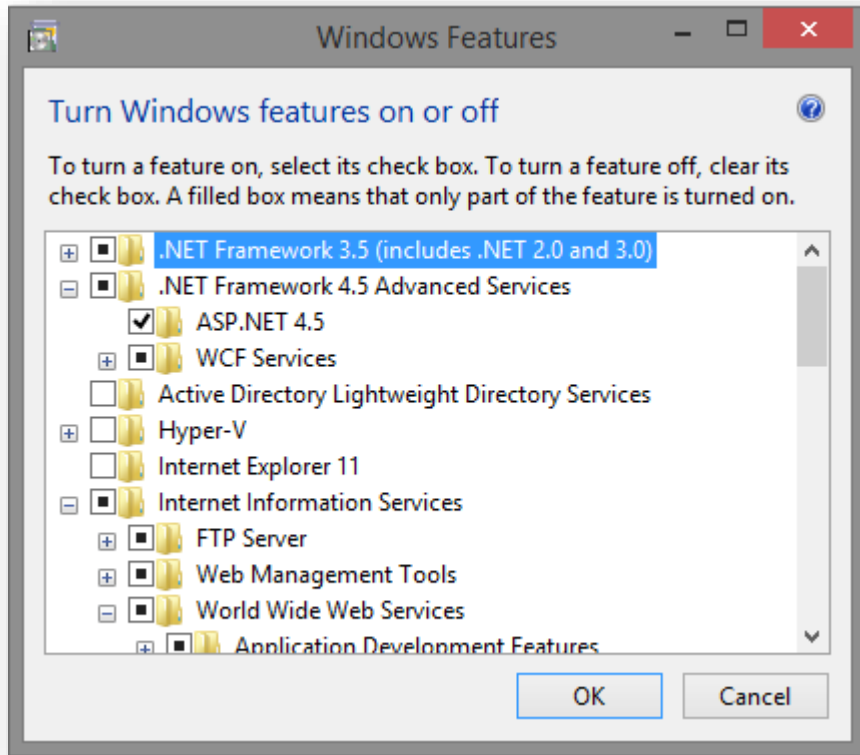 Windows Features
Turn Windows features on or off
To turn a feature on, select its check box. To turn a feature off, clear its
check box. A filled box means that only part of the feature is turned on.
.NET Framework 3.5 (includes .NET 2.0 and 3.0)
.NET Framework 4.5 Advanced Services
ASP.NET 4.5
WCF Services
Active Directory Lightweight Directory Services
Hyper-V
Internet Explorer 11
Internet Information Services
FTP Server
Web Management Tools
World Wide Web Services
Application Development Features
OK Cancel